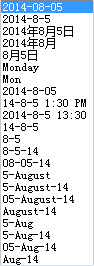 2014-08-05
2014-8-5
2014年8月5日
2014年8月
8月5日
Monday
Mon
2014-8-05
14-8-5 1:30 PM
2014-8-5 13:30
14-8-5
8-5
8-5-14
08-05-14
5-August
5-August-14
05-August-14
August-14
5-Aug
5-Aug-14
05-Aug-14
Aug-14